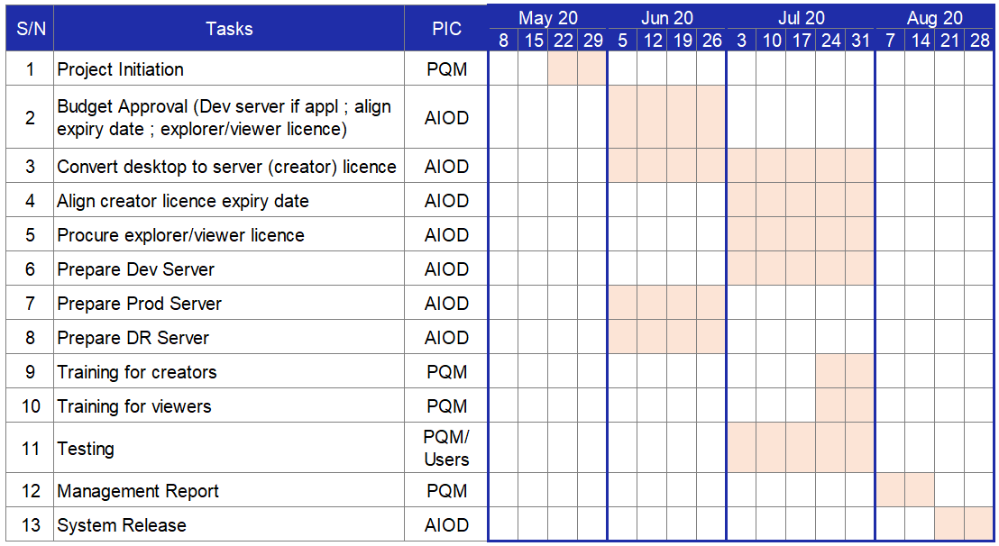 S/N Tasks PIC May 20 Jun 20 Jul 20 Aug 20
8 15 22 29 5 12 19 26 3 10 17 24 31 7 14 21 28
1 Project Initiation PQM
2 Budget Approval (Dev server if appl ; align
expiry date ; explorer/viewer licence) AIOD
3 Convert desktop to server (creator) licence AIOD
4 Align creator licence expiry date AIOD
5 Procure explorer/viewer licence AIOD
6 Prepare Dev Server AIOD
7 Prepare Prod Server AIOD
8 Prepare DR Server AIOD
9 Training for creators PQM
10 Training for viewers PQM
11 Testing PQM/
Users
12 Management Report PQM
13 System Release AIOD